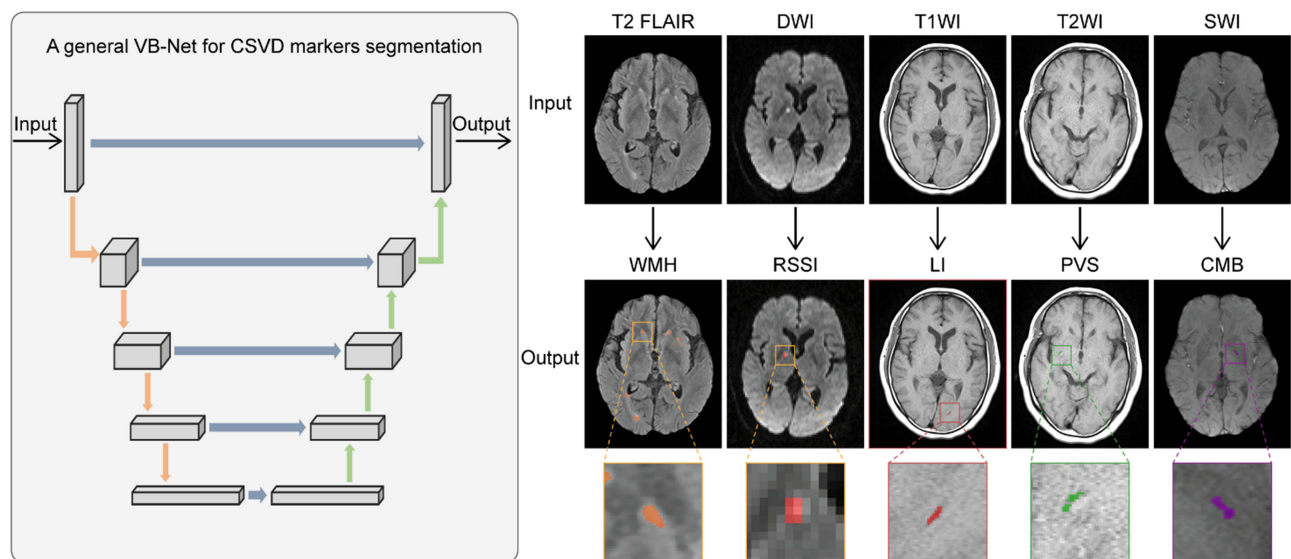 A general VB-Net for CSVD markers segmentation
Input
Output
T2 FLAIR
DWI
T1WI
T2WI
SWI
Input
WMH
RSSI
LI
PVS
CMB
Output